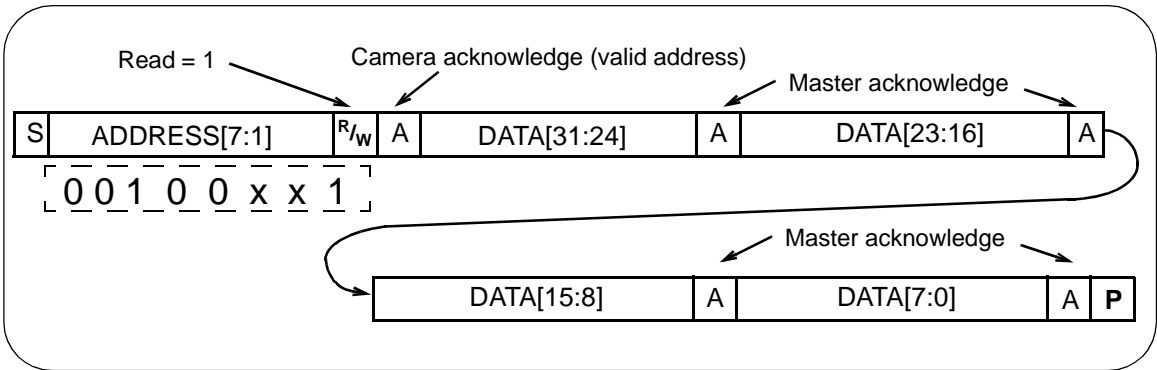 Read = 1
Camera acknowledge (valid address)
Master acknowledge
S ADDRESS[7:1] R/W A DATA[31:24] A DATA[23:16] A
0 0 1 0 0 x x 1
Master acknowledge
DATA[15:8] A DATA[7:0] A P